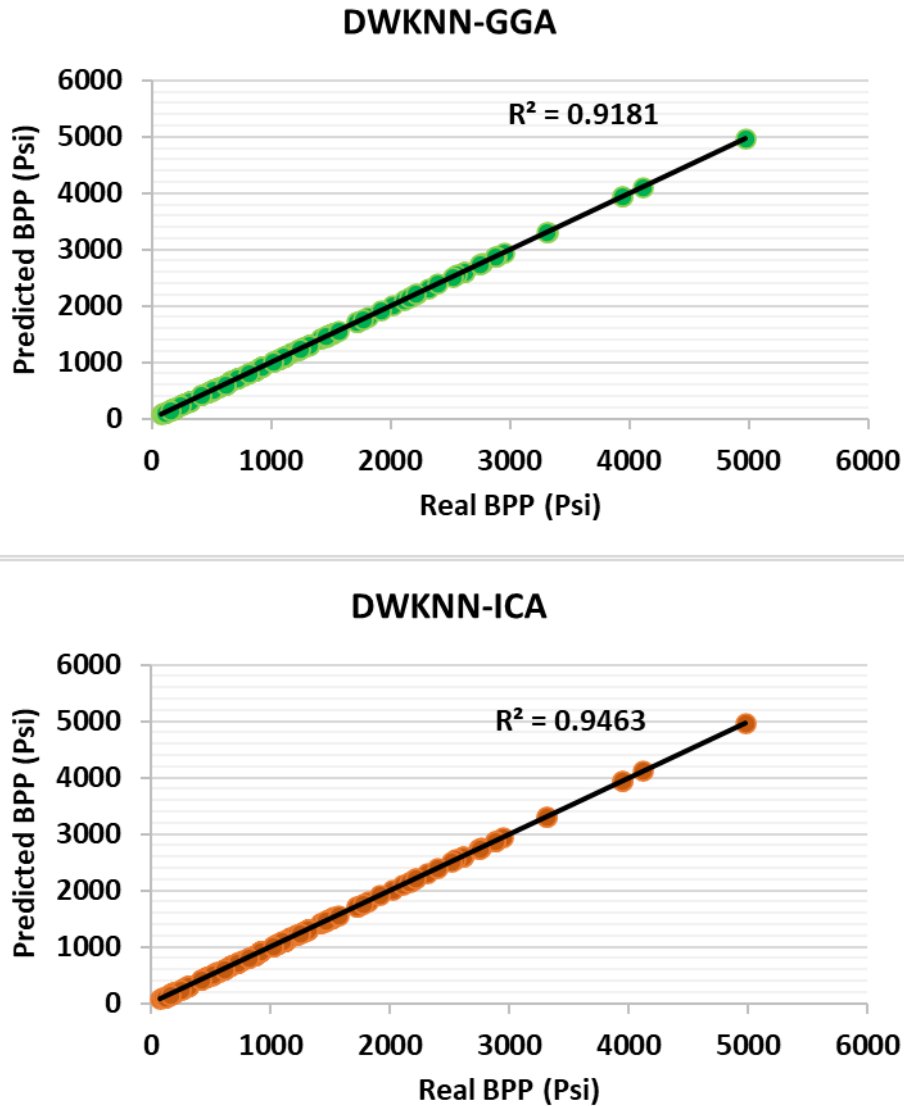 DWKNN-GGA
R² = 0.9181
Predicted BPP (Psi)
6000
5000
4000
3000
2000
1000
0
0 1000 2000 3000 4000 5000 6000
Real BPP (Psi)
DWKNN-ICA
R² = 0.9463
Predicted BPP (Psi)
6000
5000
4000
3000
2000
1000
0
0 1000 2000 3000 4000 5000 6000
Real BPP (Psi)